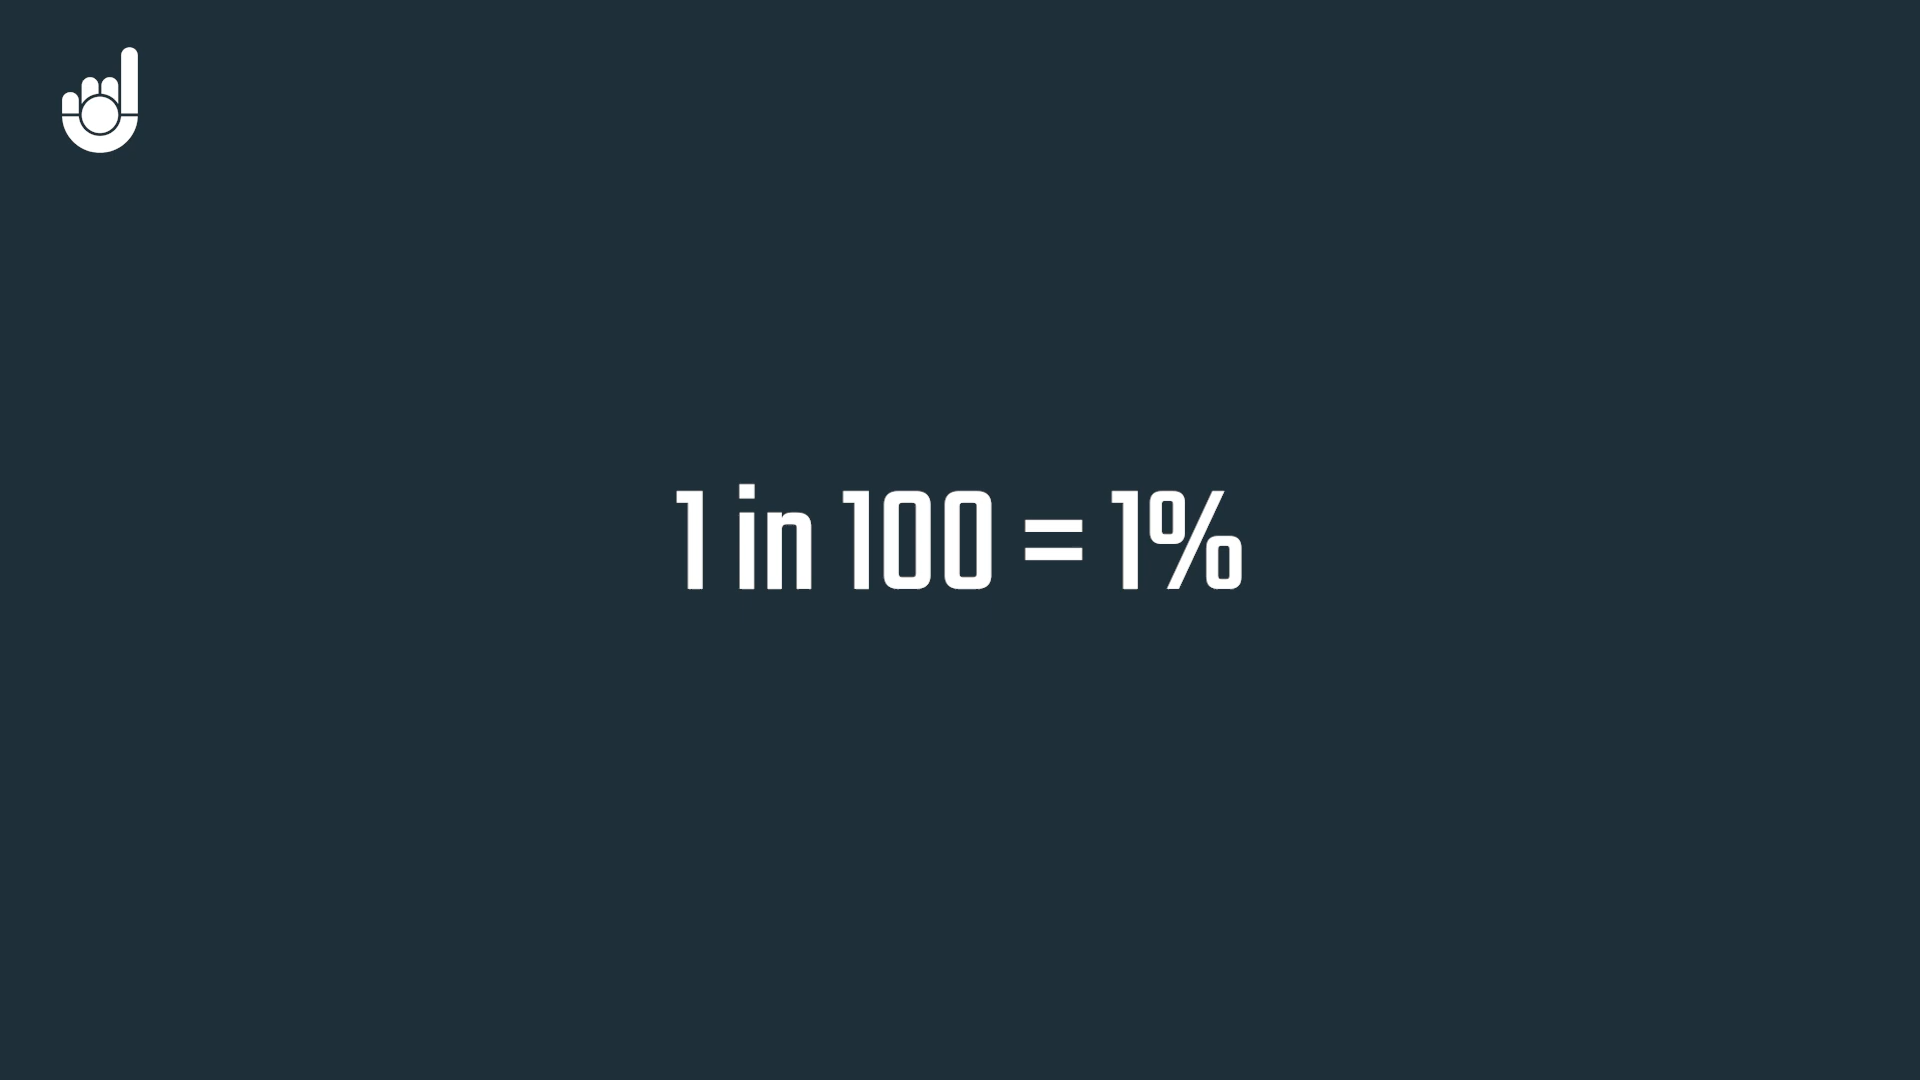 1 in 100 = 1%